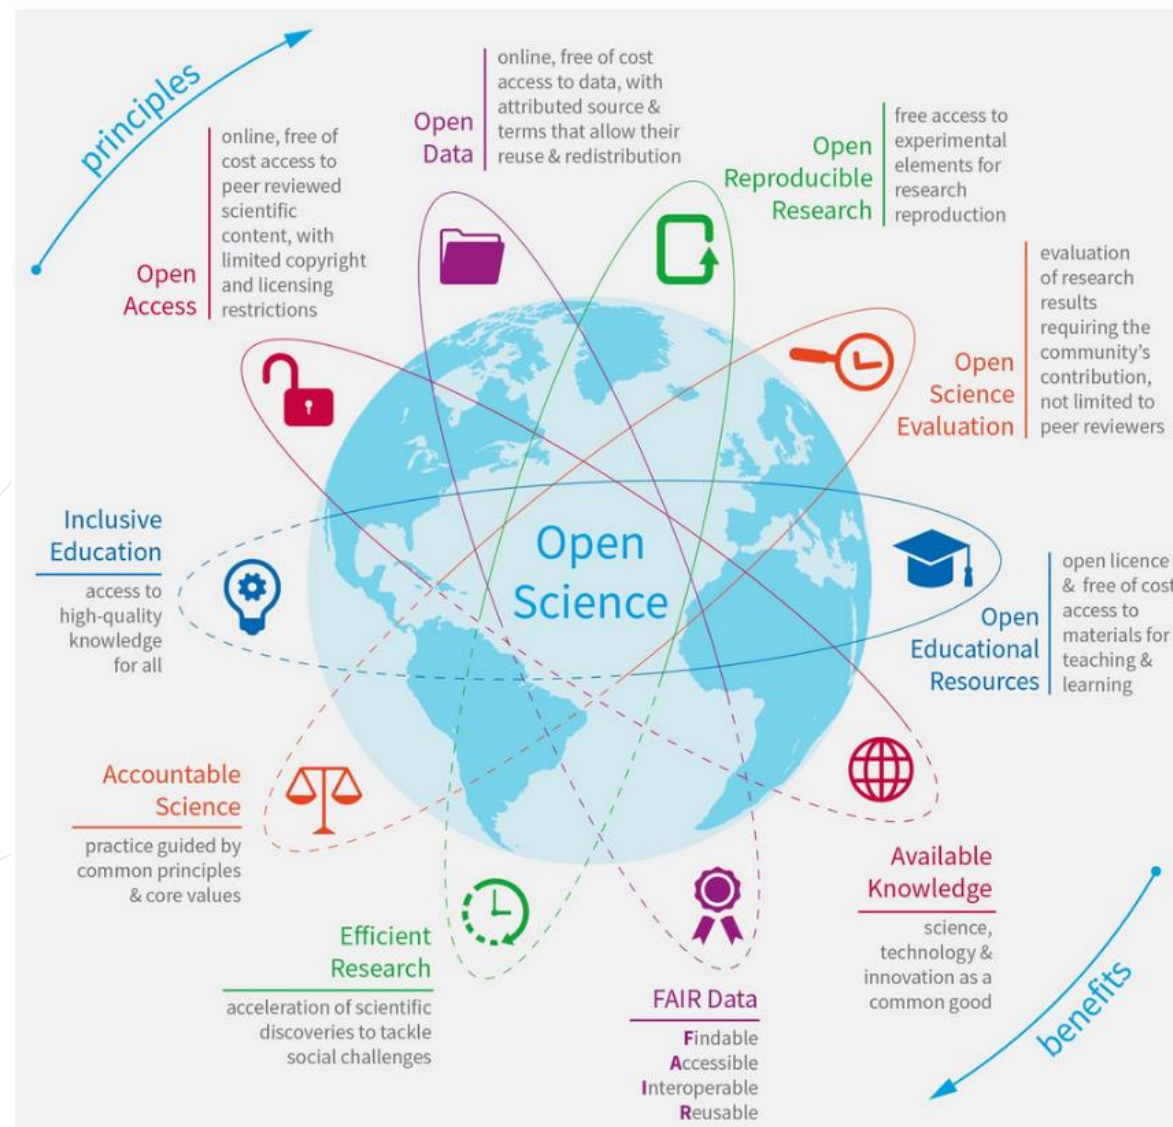 principles
Open
Access
online, free of
cost access to
peer reviewed
scientific
content, with
limited copyright
and licensing
restrictions
Open
Data
online, free of cost
access to data, with
attributed source &
terms that allow their
reuse & redistribution
Open
Reproducible
Research
free access to
experimental
elements for
research
reproduction
Open
Science
Evaluation
evaluation
of research
results
requiring the
community's
contribution,
not limited to
peer reviewers
Open
Science
Open
Educational
Resources
open licence
& free of cost
access to
materials for
teaching &
learning
Inclusive
Education
access to
high-quality
knowledge
for all
Accountable
Science
practice guided by
common principles
& core values
Efficient
Research
acceleration of scientific
discoveries to tackle
social challenges
FAIR Data
Findable
Accessible
Interoperable
Reusable
Available
Knowledge
science,
technology &
innovation as a
common good
benefits